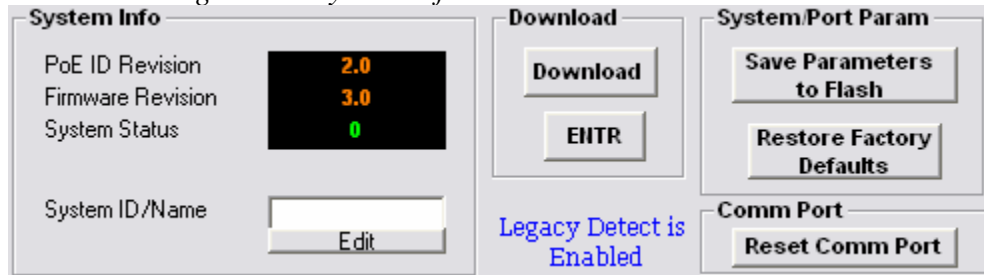 System Info
PoE ID Revision 2.0
Firmware Revision 3.0
System Status 0
System ID/Name
Edit
Download
Download
ENTR
Legacy Detect is
Enabled
System/Port Param
Save Parameters
to Flash
Restore Factory
Defaults
Comm Port
Reset Comm Port